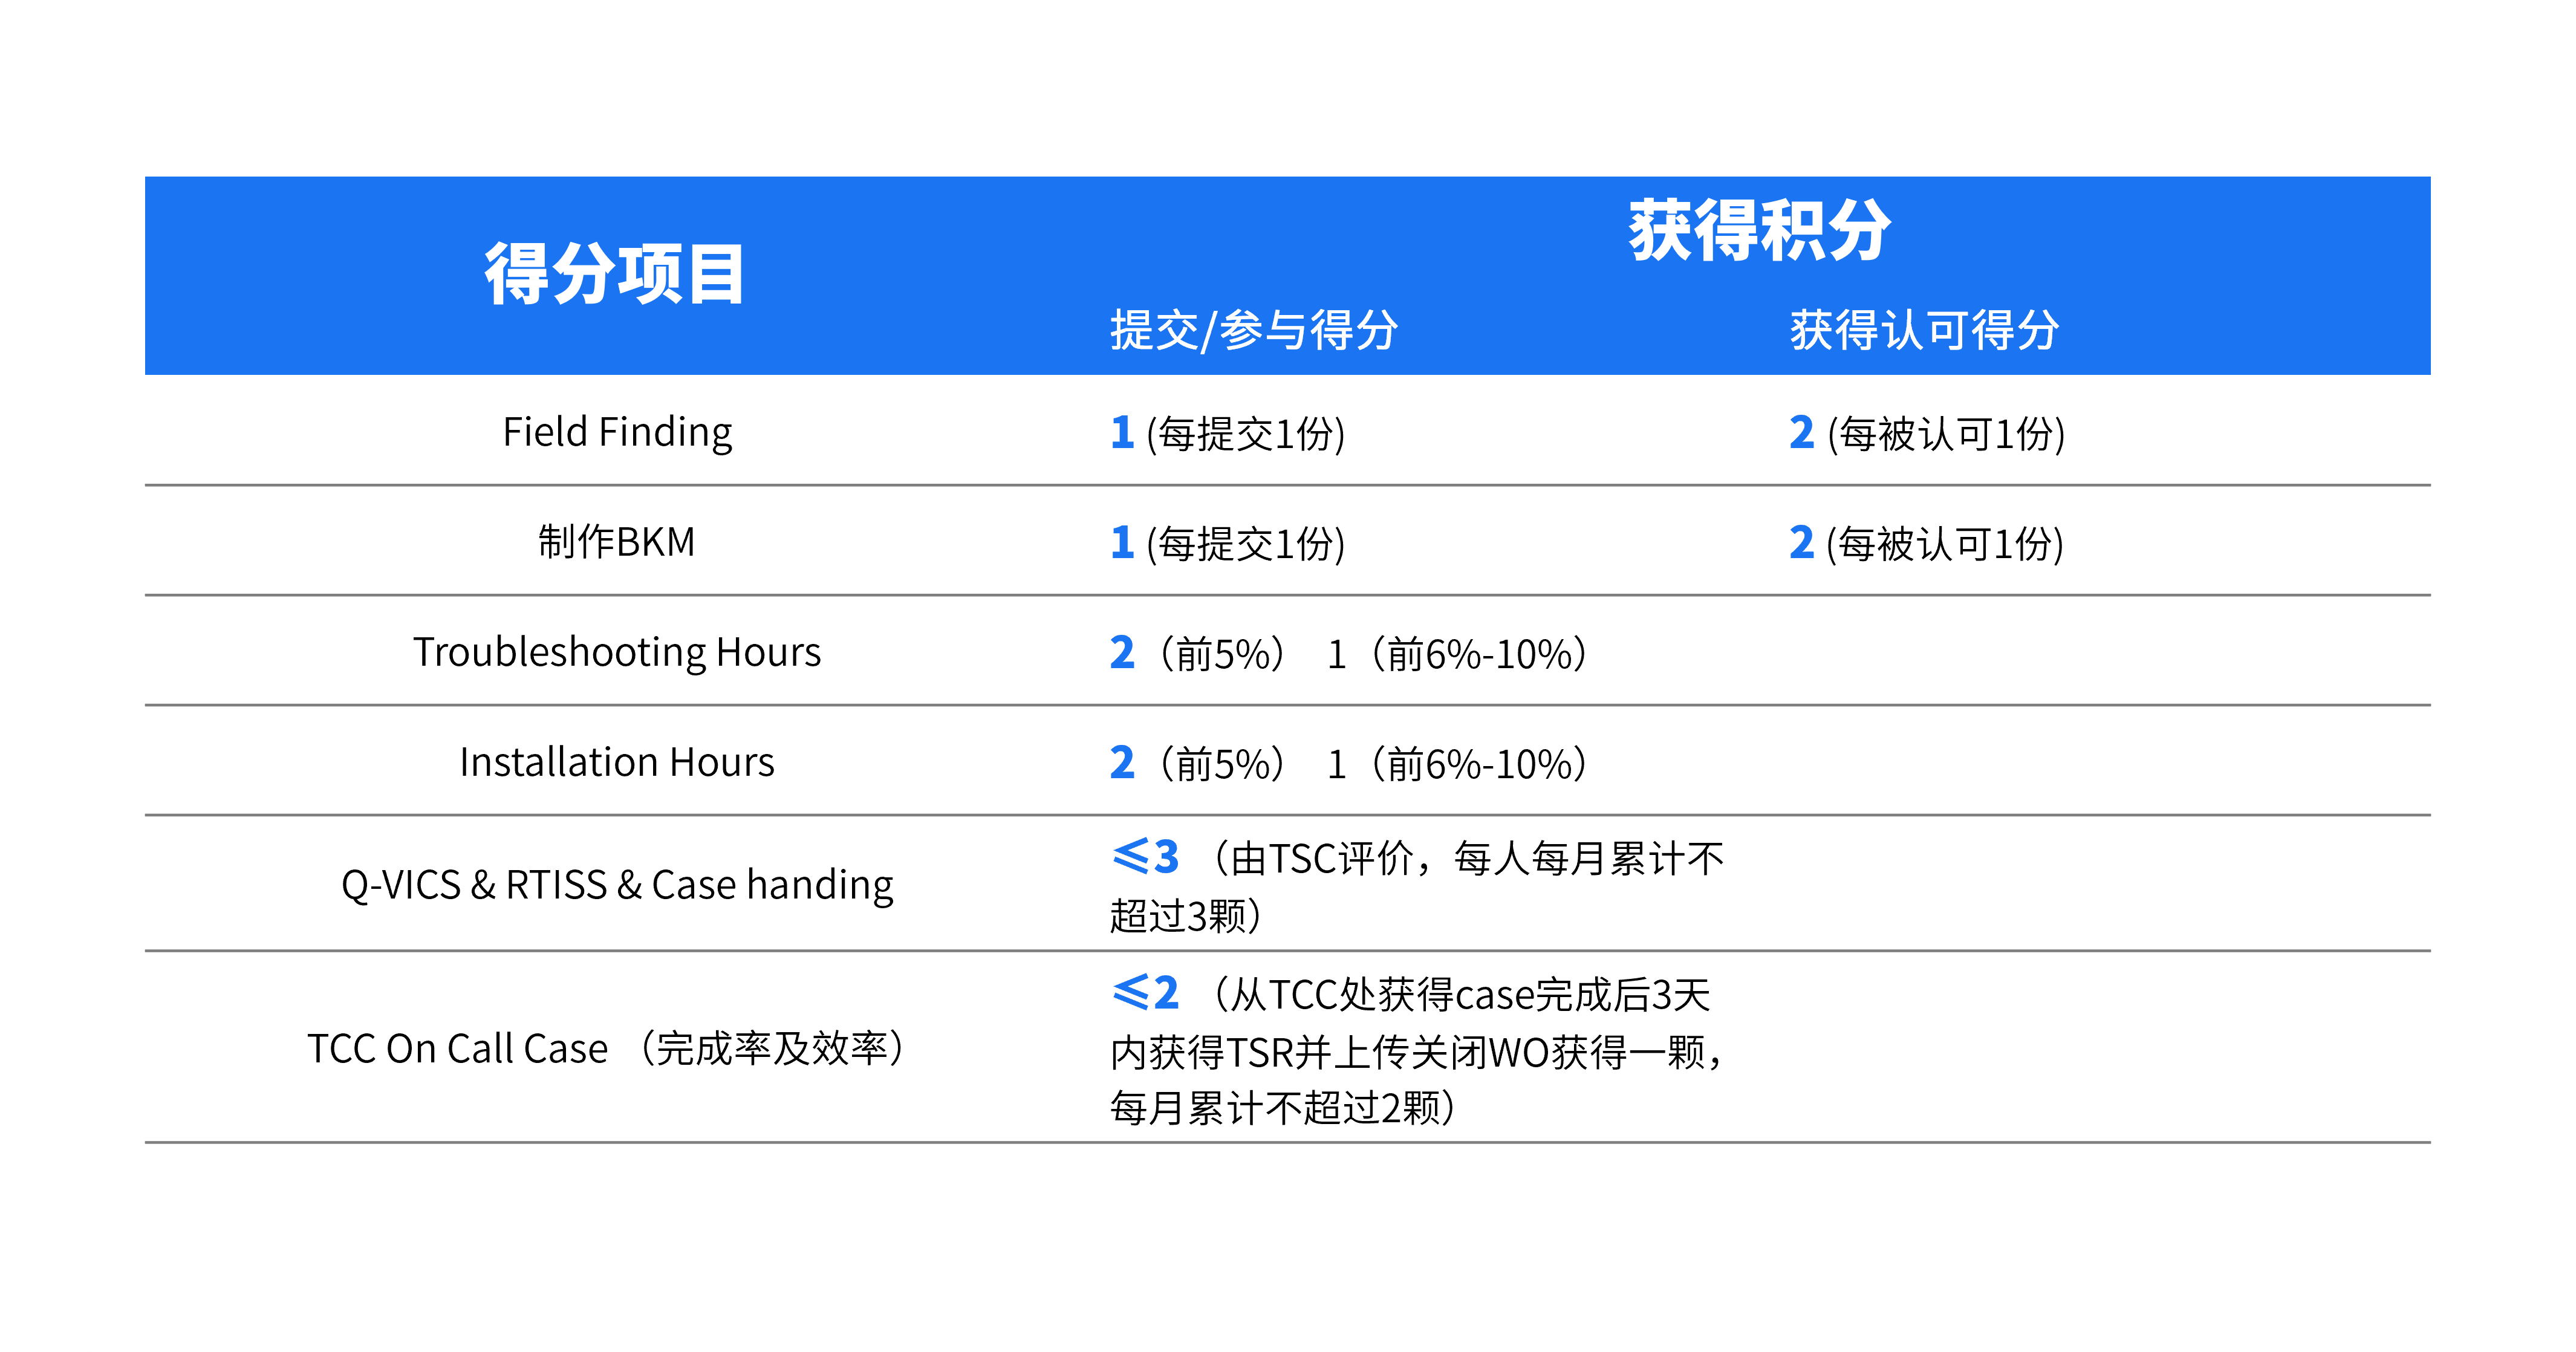 得分项目
获得积分
提交/参与得分
获得认可得分
Field Finding
1 (每提交1份)
2 (每被认可1份)
制作BKM
1 (每提交1份)
2 (每被认可1份)
Troubleshooting Hours
2（前5%） 1（前6%-10%）
Installation Hours
2（前5%） 1（前6%-10%）
Q-VICS & RTISS & Case handing
≤3 （由TSC评价，每人每月累计不
超过3颗）
TCC On Call Case （完成率及效率）
≤2 （从TCC处获得case完成后3天
内获得TSR并上传关闭WO获得一颗，
每月累计不超过2颗）